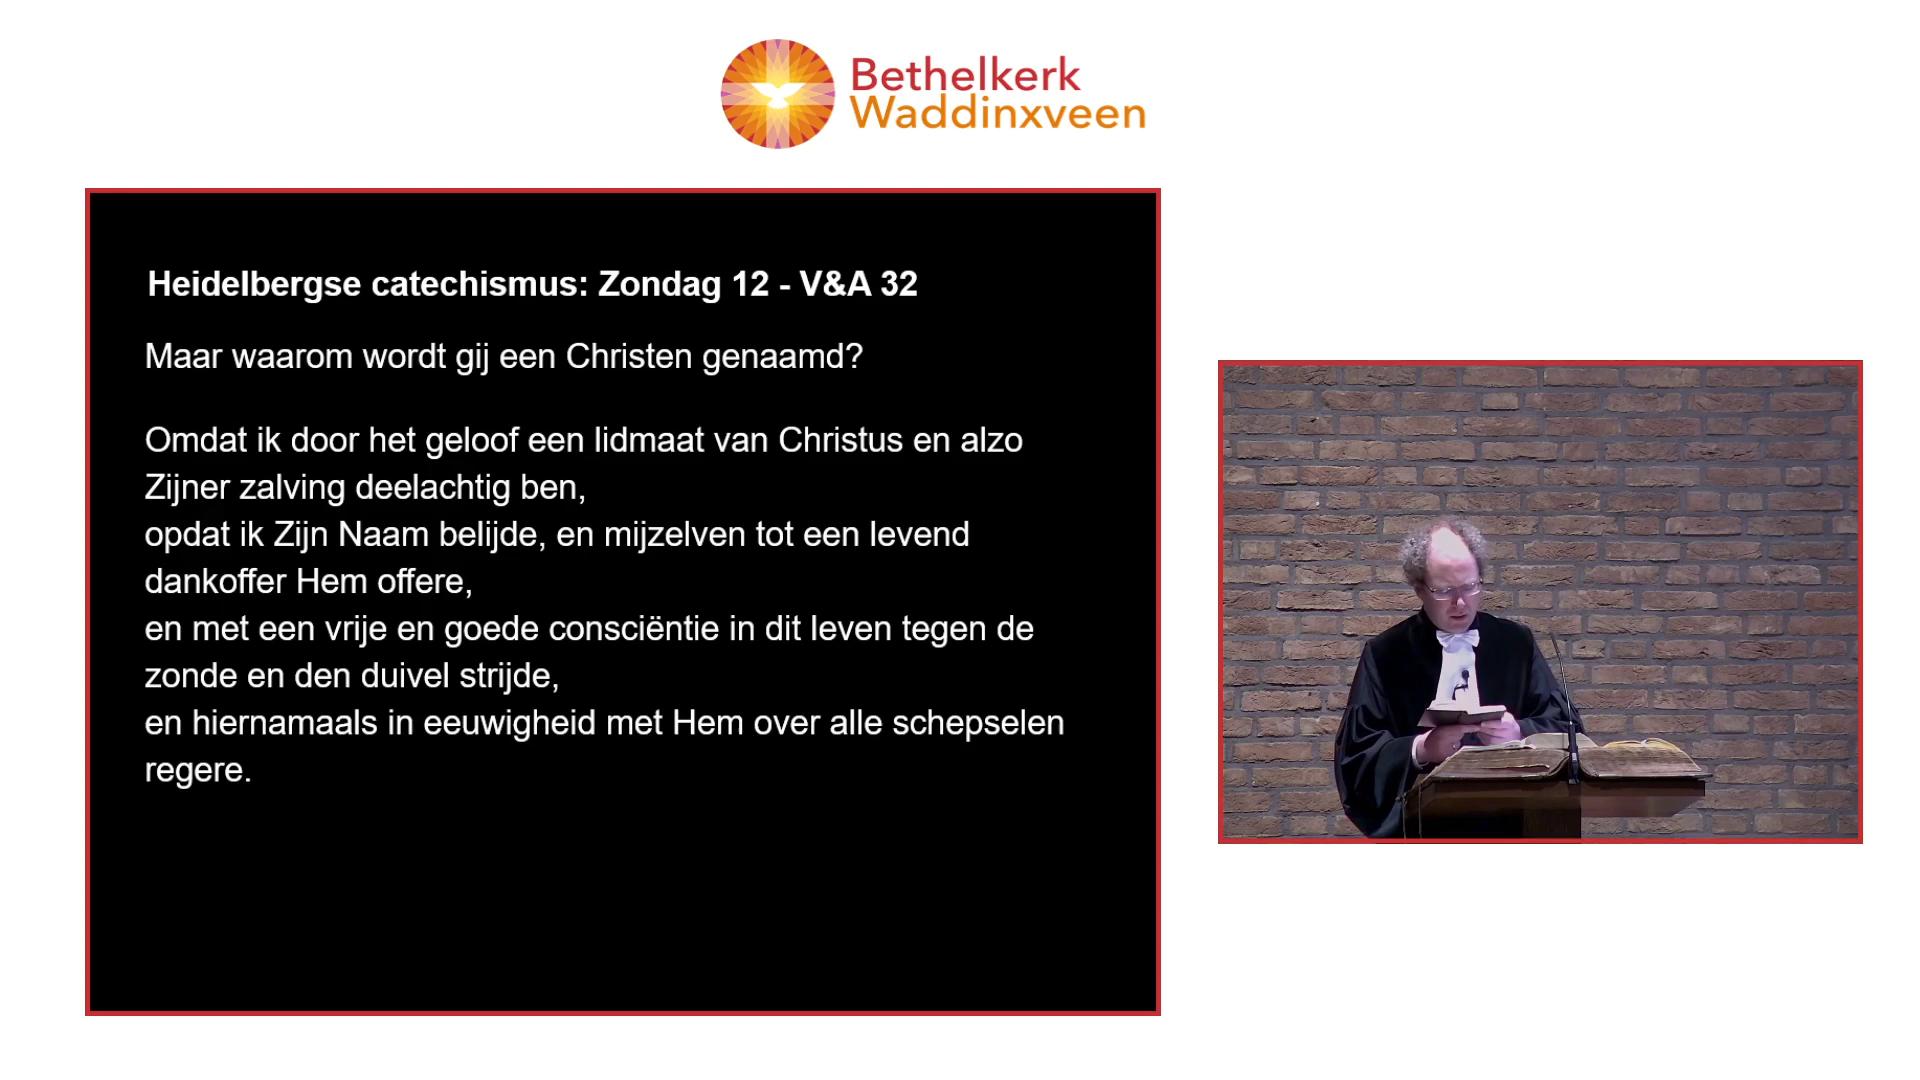 Bethelkerk
Waddinxveen
Heidelbergse catechismus: Zondag 12 - V&A 32
Maar waarom wordt gij een Christen genaamd?
Omdat ik door het geloof een lidmaat van Christus en alzo
Zijner zalving deelachtig ben,
opdat ik Zijn Naam belijde, en mijzelven tot een levend
dankoffer Hem offere,
en met een vrije en goede consciëntie in dit leven tegen de
zonde en den duivel strijde,
en hiernamaals in eeuwigheid met Hem over alle schepselen
regere.